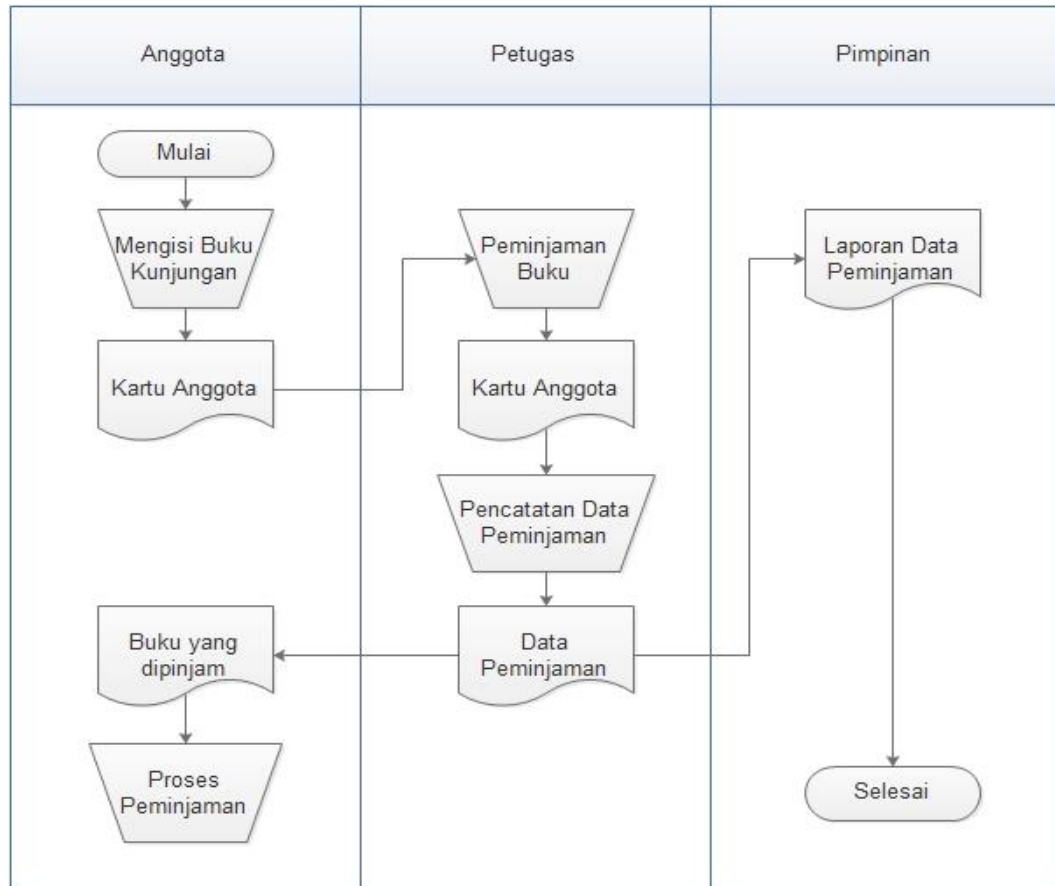 Anggota
Petugas
Pimpinan
Mulai
Mengisi Buku
Kunjungan
Kartu Anggota
Peminjaman
Buku
Kartu Anggota
Pencatatan Data
Peminjaman
Data
Peminjaman
Buku yang
dipinjam
Proses
Peminjaman
Laporan Data
Peminjaman
Selesai